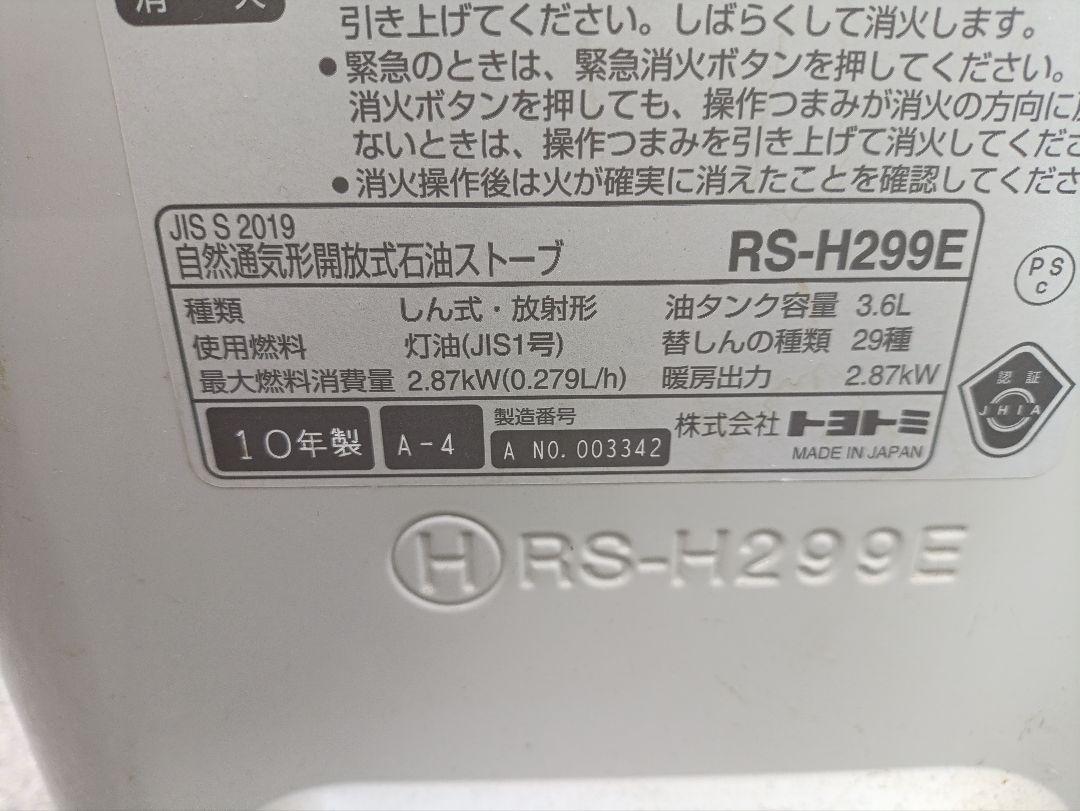 消 火
引き上げてください。しばらくして消火します。
●緊急のときは、緊急消火ボタンを押してください。
消火ボタンを押しても、操作つまみが消火の方向に
ないときは、操作つまみを引き上げて消火してくださ
●消火操作後は火が確実に消えたことを確認してくださ
JIS S 2019
自然通気形開放式石油ストーブ RS-H299E
PS
C
種類 しん式・放射形 油タンク容量 3.6L
使用燃料 灯油(JIS1号) 替しんの種類 29種
最大燃料消費量 2.87kW(0.279L/h) 暖房出力 2.87kW
認証
JHIA
10年製 A-4 製造番号
A NO. 003342
株式会社 トヨトミ
MADE IN JAPAN
H RS-H299E